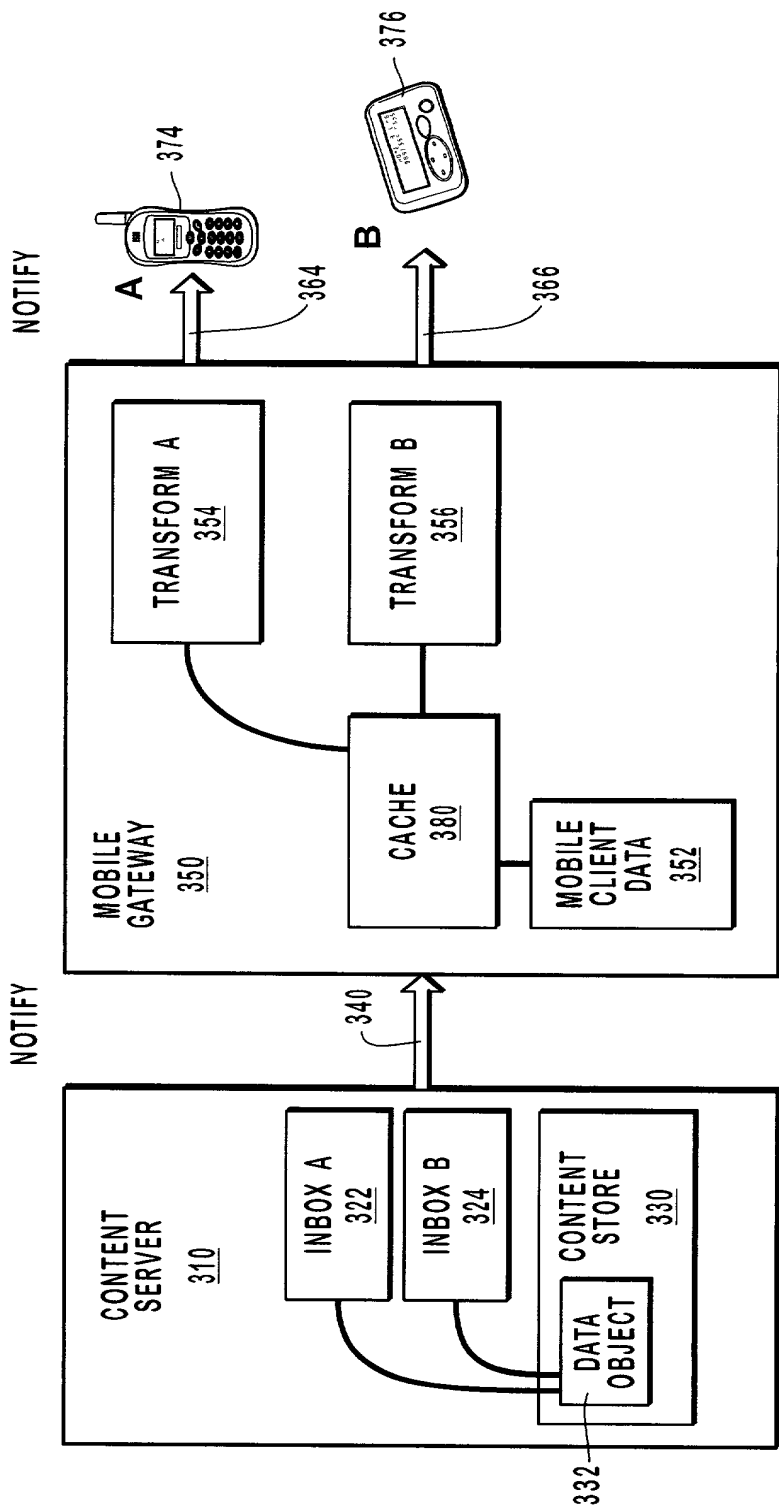 NOTIFY
NOTIFY
CONTENT
SERVER
310
INBOX A
322
INBOX B
324
CONTENT
STORE
330
DATA
OBJECT
332
340
MOBILE
GATEWAY
350
CACHE
380
MOBILE
CLIENT
DATA
352
TRANSFORM A
354
TRANSFORM B
356
364
366
A
374
B
376